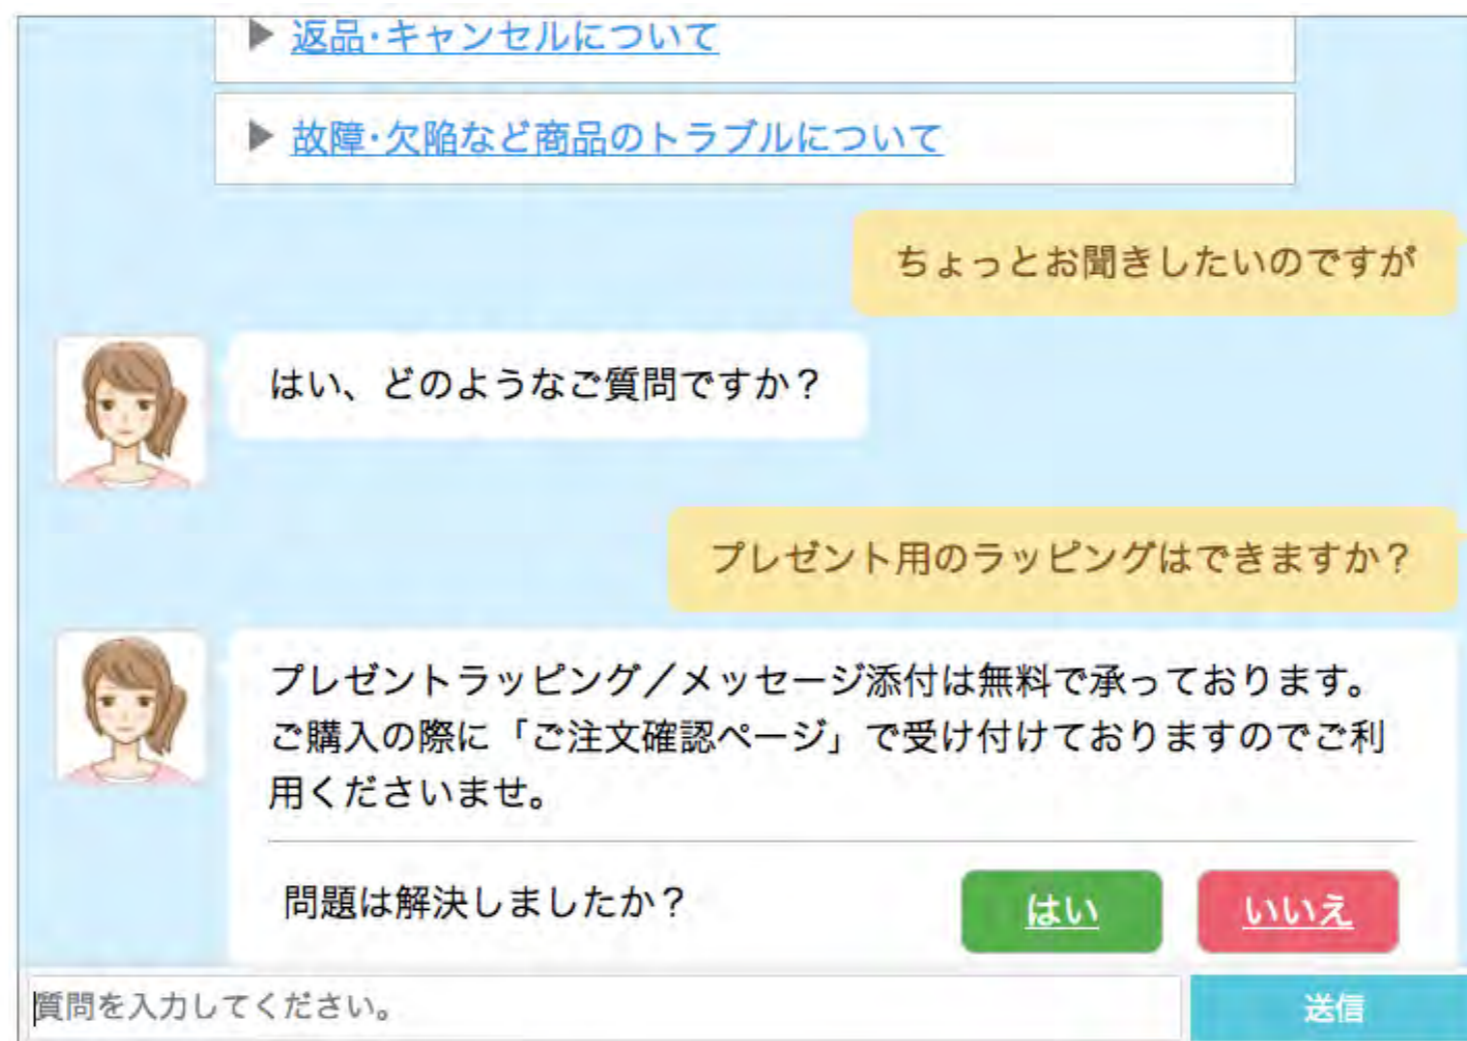 ▶ 返品・キャンセルについて
▶ 故障・欠陥など商品のトラブルについて
ちょっとお聞きしたいのですが
はい、どのようなご質問ですか？
プレゼント用のラッピングはできますか？
プレゼントラッピング／メッセージ添付は無料で承っております。
ご購入の際に「ご注文確認ページ」で受け付けておりますのでご利
用くださいませ。
問題は解決しましたか？ はい いいえ
質問を入力してください。 送信